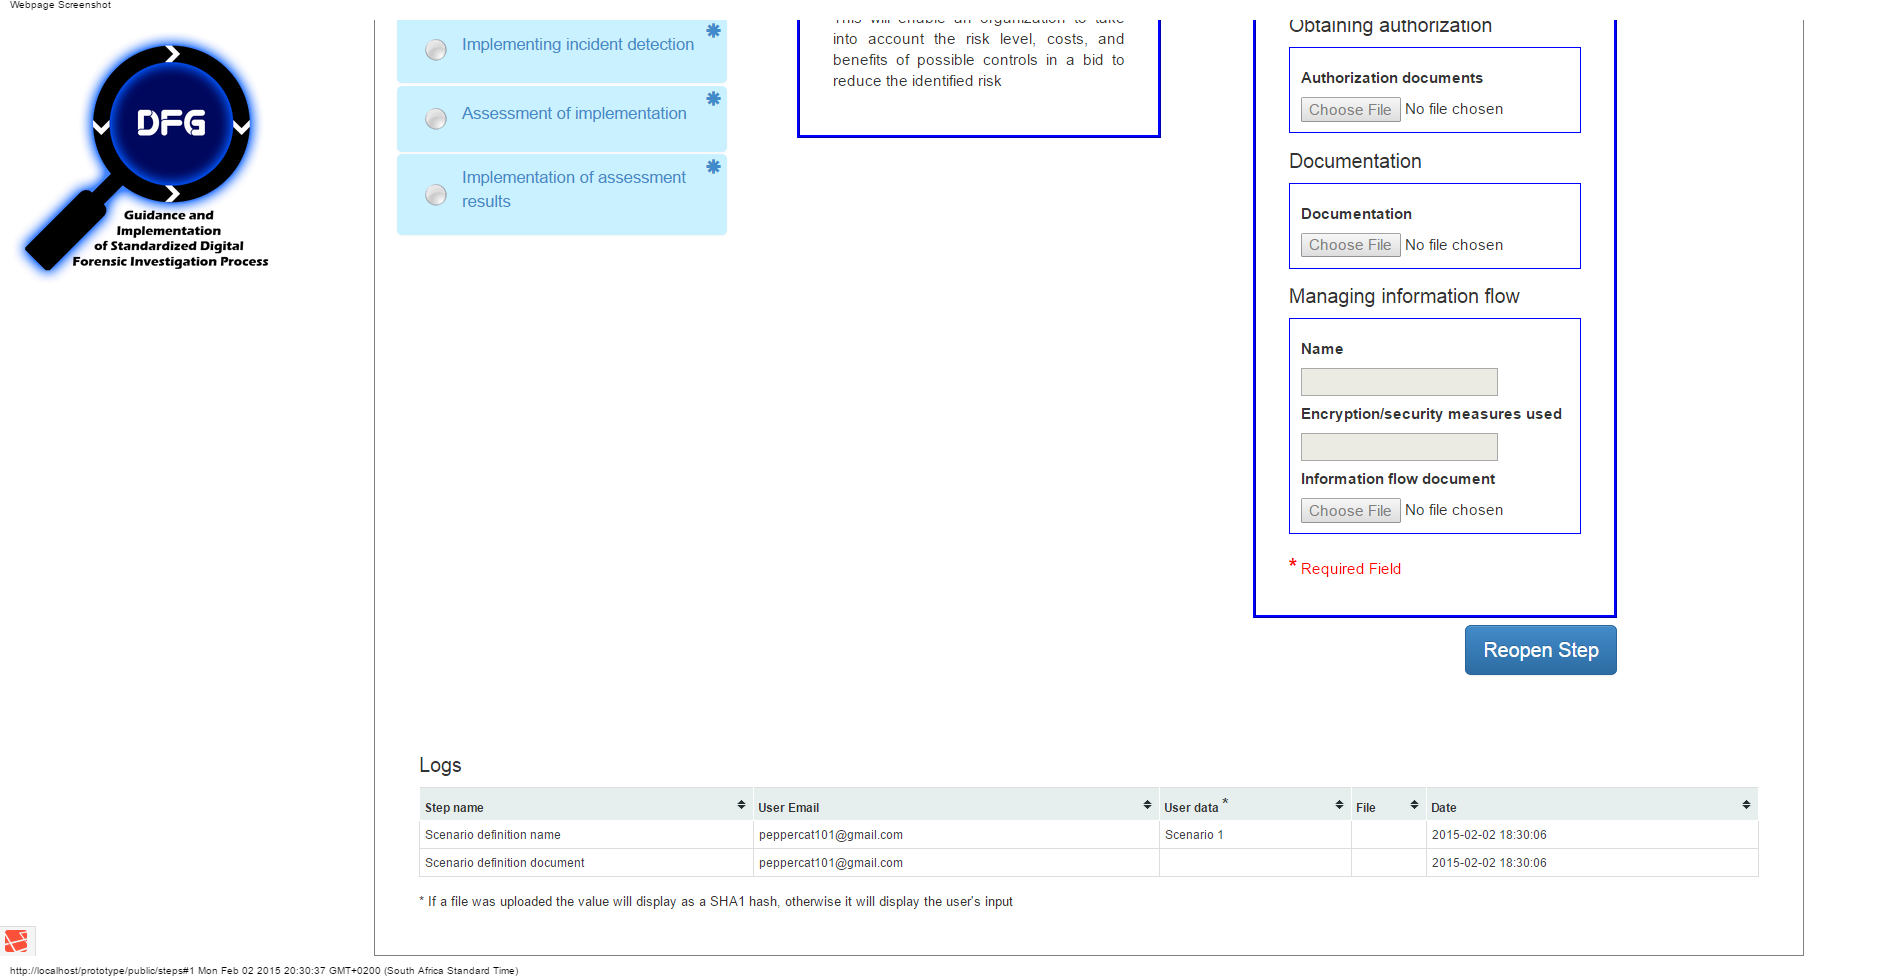 Webpage Screenshot
DFG
Guidance and
Implementation
of Standardized Digital
Forensic Investigation Process
Implementing incident detection
Assessment of implementation
Implementation of assessment
results
This will enable an organization to take
into account the risk level, costs, and
benefits of possible controls in a bid to
reduce the identified risk
Obtaining authorization
Authorization documents
Choose File No file chosen
Documentation
Documentation
Choose File No file chosen
Managing information flow
Name
Encryption/security measures used
Information flow document
Choose File No file chosen
* Required Field
Reopen Step
Logs
Step name User Email User data * File Date
Scenario definition name peppercat101@gmail.com Scenario 1 2015-02-02 18:30:06
Scenario definition document peppercat101@gmail.com 2015-02-02 18:30:06
* If a file was uploaded the value will display as a SHA1 hash, otherwise it will display the user's input
http://localhost/prototype/public/steps#1 Mon Feb 02 2015 20:30:37 GMT+0200 (South Africa Standard Time)